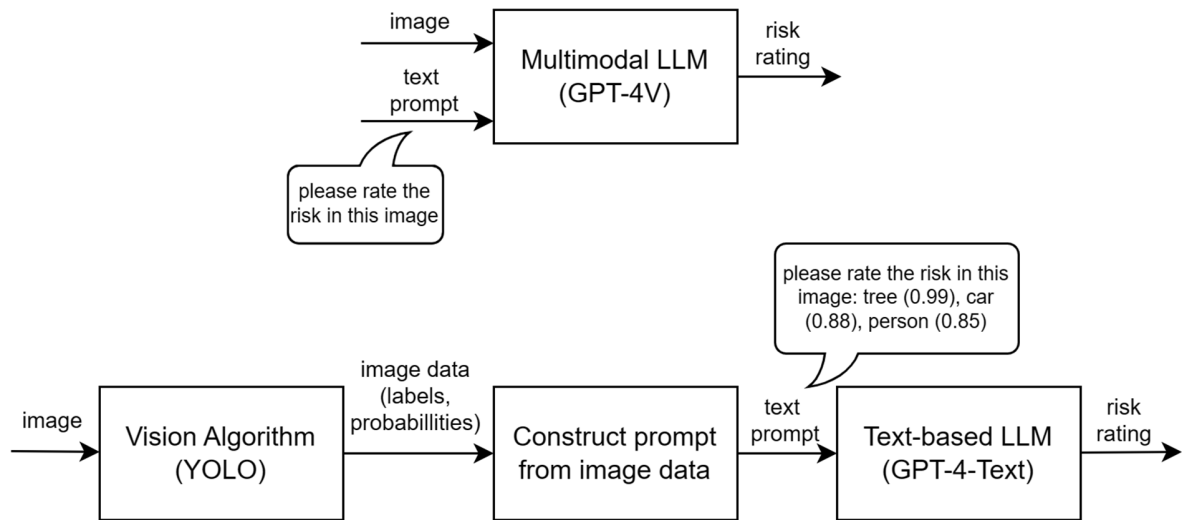 image
text
prompt
Multimodal LLM
(GPT-4V)
risk
rating
please rate the
risk in this image
please rate the risk in this
image: tree (0.99), car
(0.88), person (0.85)
image
Vision Algorithm
(YOLO)
image data
(labels,
probabillities)
Construct prompt
from image data
text
prompt
Text-based LLM
(GPT-4-Text)
risk
rating